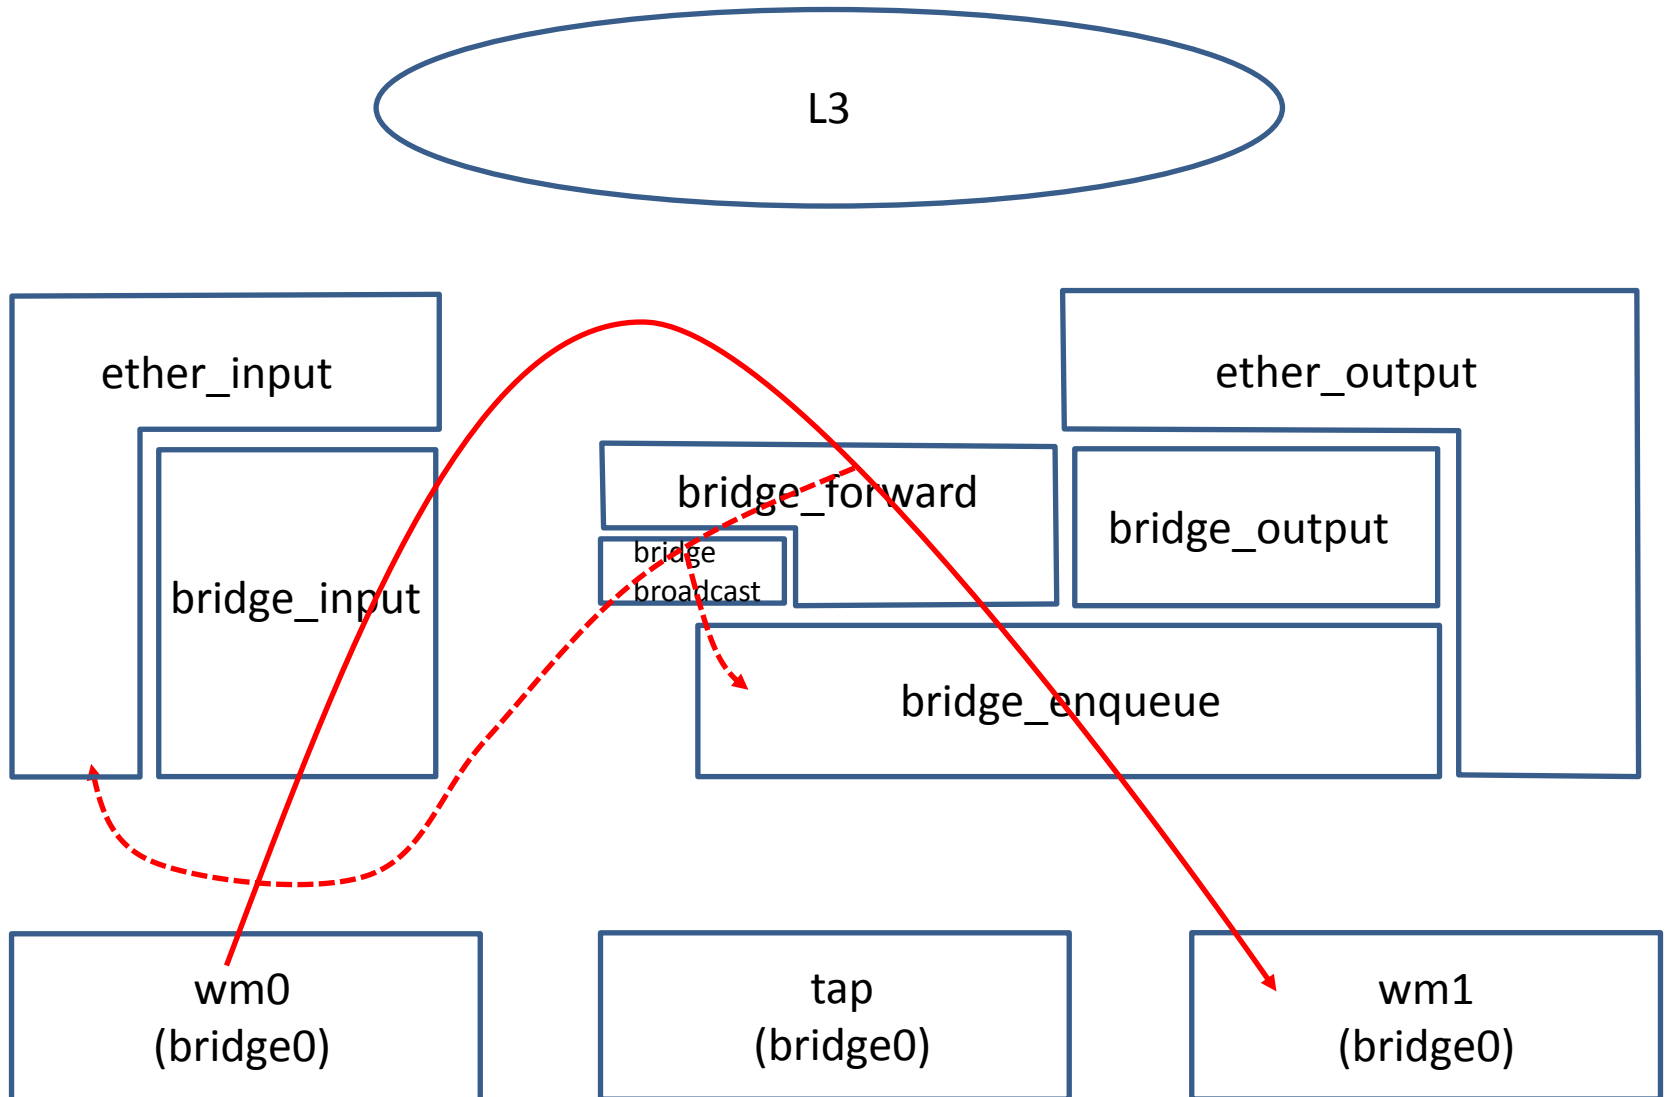 L3
ether_input
ether_output
bridge_forward
bridge_output
bridge
broadcast
bridge_input
bridge_enqueue
wm0
(bridge0)
tap
(bridge0)
wm1
(bridge0)